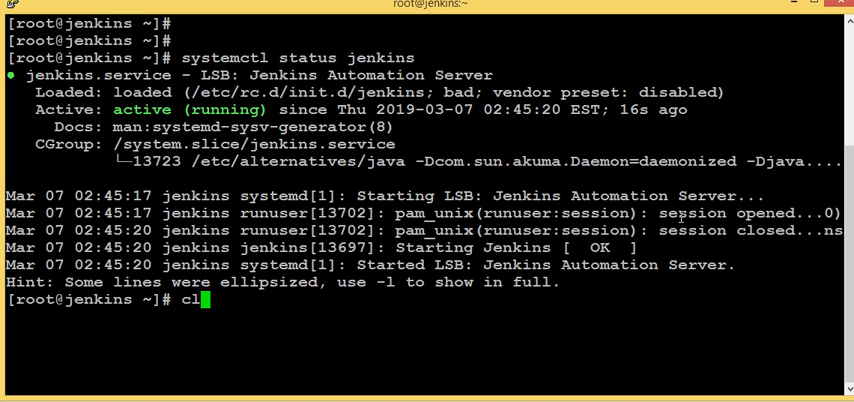 root@jenkins:~
[root@jenkins ~]#
[root@jenkins ~]#
[root@jenkins ~]# systemctl status jenkins
● jenkins.service - LSB: Jenkins Automation Server
   Loaded: loaded (/etc/rc.d/init.d/jenkins; bad; vendor preset: disabled)
   Active: active (running) since Thu 2019-03-07 02:45:20 EST; 16s ago
     Docs: man:systemd-sysv-generator(8)
   CGroup: /system.slice/jenkins.service
           └─13723 /etc/alternatives/java -Dcom.sun.akuma.Daemon=daemonized -Djava....
Mar 07 02:45:17 jenkins systemd[1]: Starting LSB: Jenkins Automation Server...
Mar 07 02:45:17 jenkins runuser[13702]: pam_unix(runuser:session): session opened...0)
Mar 07 02:45:20 jenkins runuser[13702]: pam_unix(runuser:session): session closed...ns
Mar 07 02:45:20 jenkins jenkins[13697]: Starting Jenkins [  OK  ]
Mar 07 02:45:20 jenkins systemd[1]: Started LSB: Jenkins Automation Server.
Hint: Some lines were ellipsized, use -l to show in full.
[root@jenkins ~]# cl